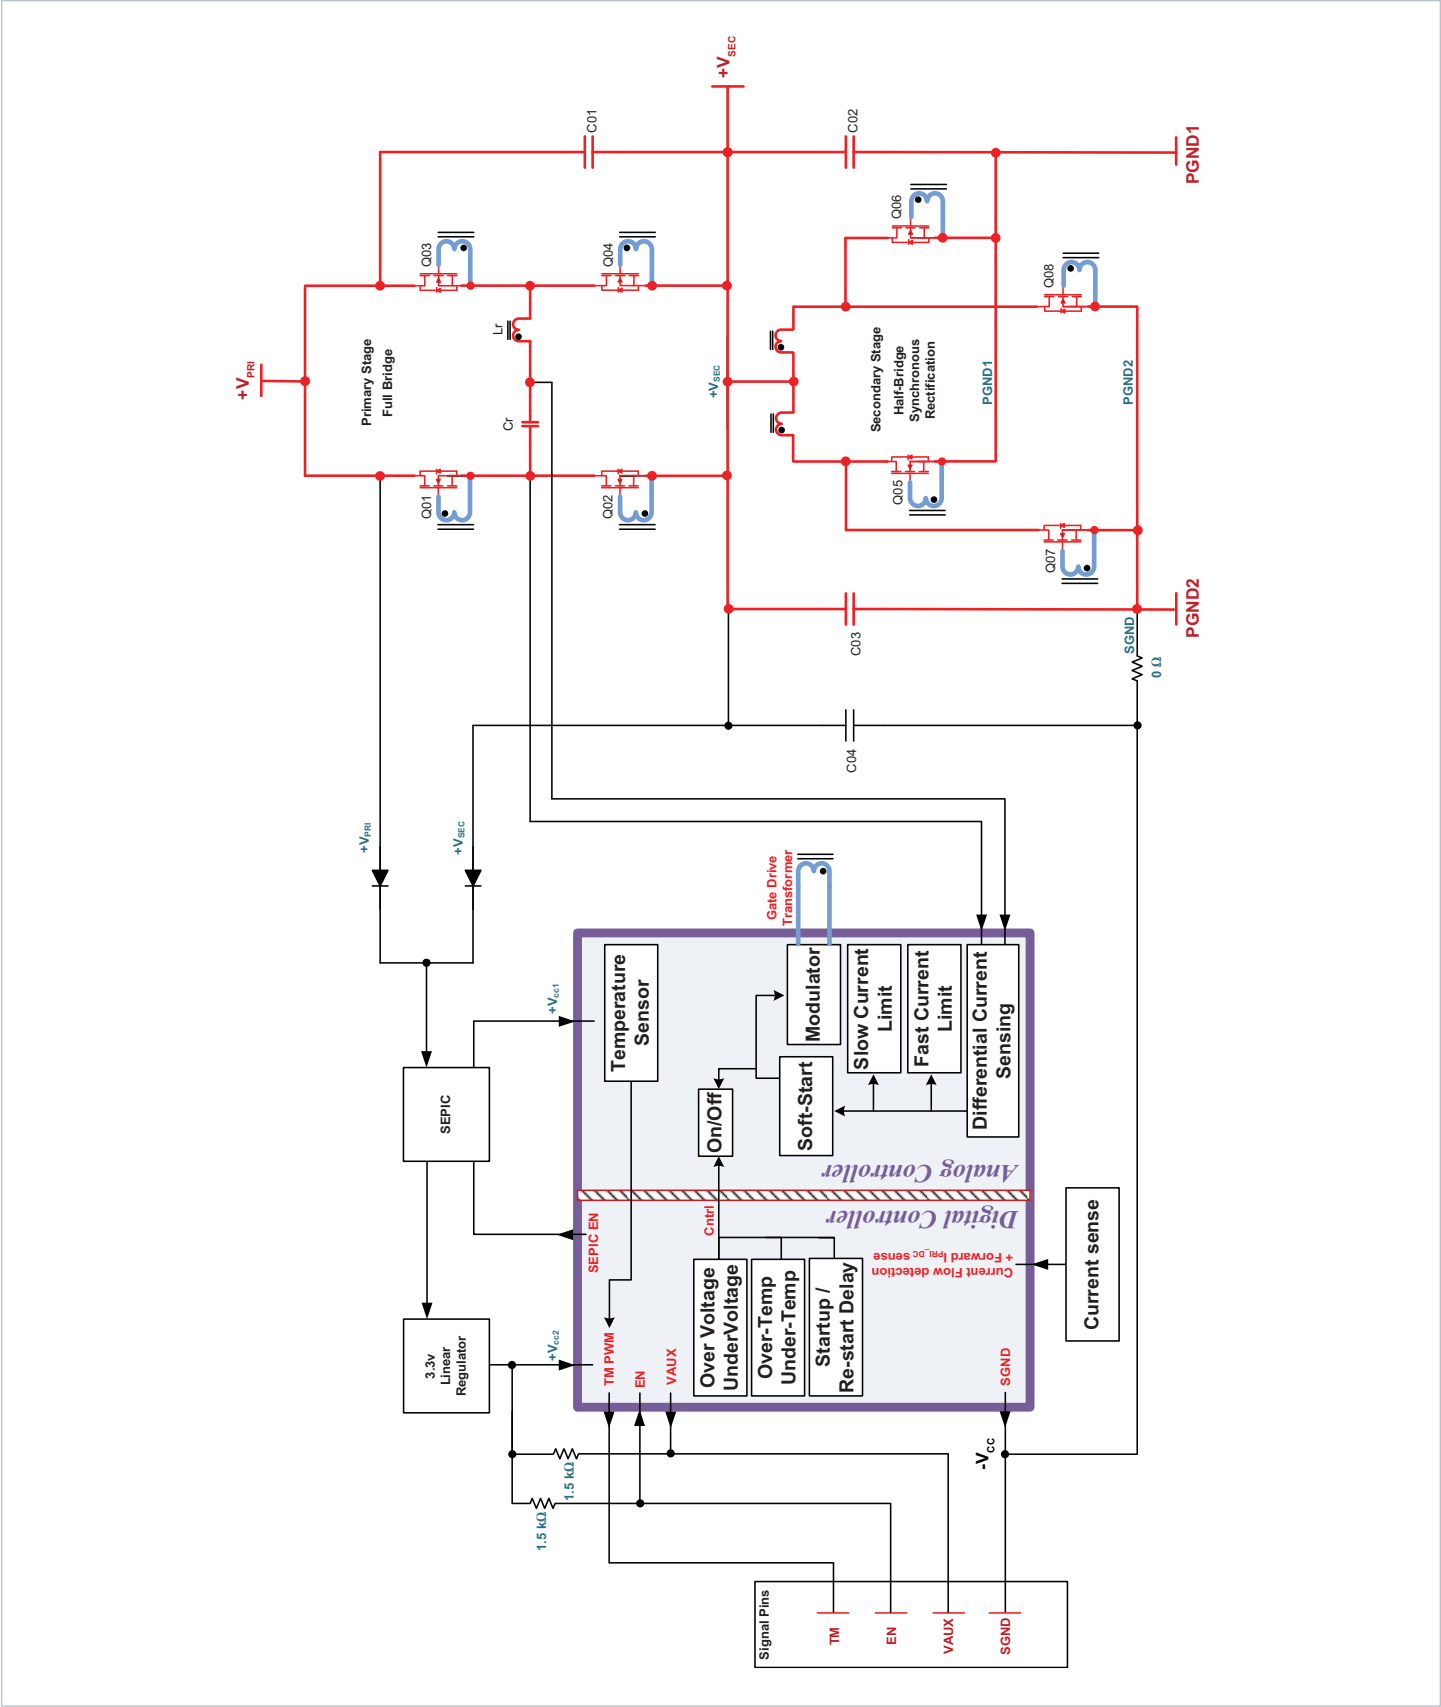 +VSEC
C01
C02
PGND1
Q03
Q04
Q06
Q08
Lr
+VPRI
Primary Stage
Full Bridge
Cr
+VSEC
Secondary Stage
Half-Bridge
Synchronous
Rectification
PGND1
PGND2
Q01
Q02
Q05
Q07
C03
SGND
0 Ω
PGND2
C04
+VPRI
+VSEC
Gate Drive
Transformer
SEPIC
+Vcc1
Temperature
Sensor
Modulator
Slow Current
Limit
Fast Current
Limit
Differential Current
Sensing
On/Off
Soft-Start
Analog Controller
Digital Controller
SEPIC EN
Cntrl
Current Flow detection
+ Forward IPRI_DC sense
Current sense
3.3v
Linear
Regulator
+Vcc2
TM PWM
EN
VAUX
Over Voltage
UnderVoltage
Over-Temp
Under-Temp
Startup /
Re-start Delay
SGND
-VCC
1.5 kΩ
1.5 kΩ
Signal Pins
TM
EN
VAUX
SGND